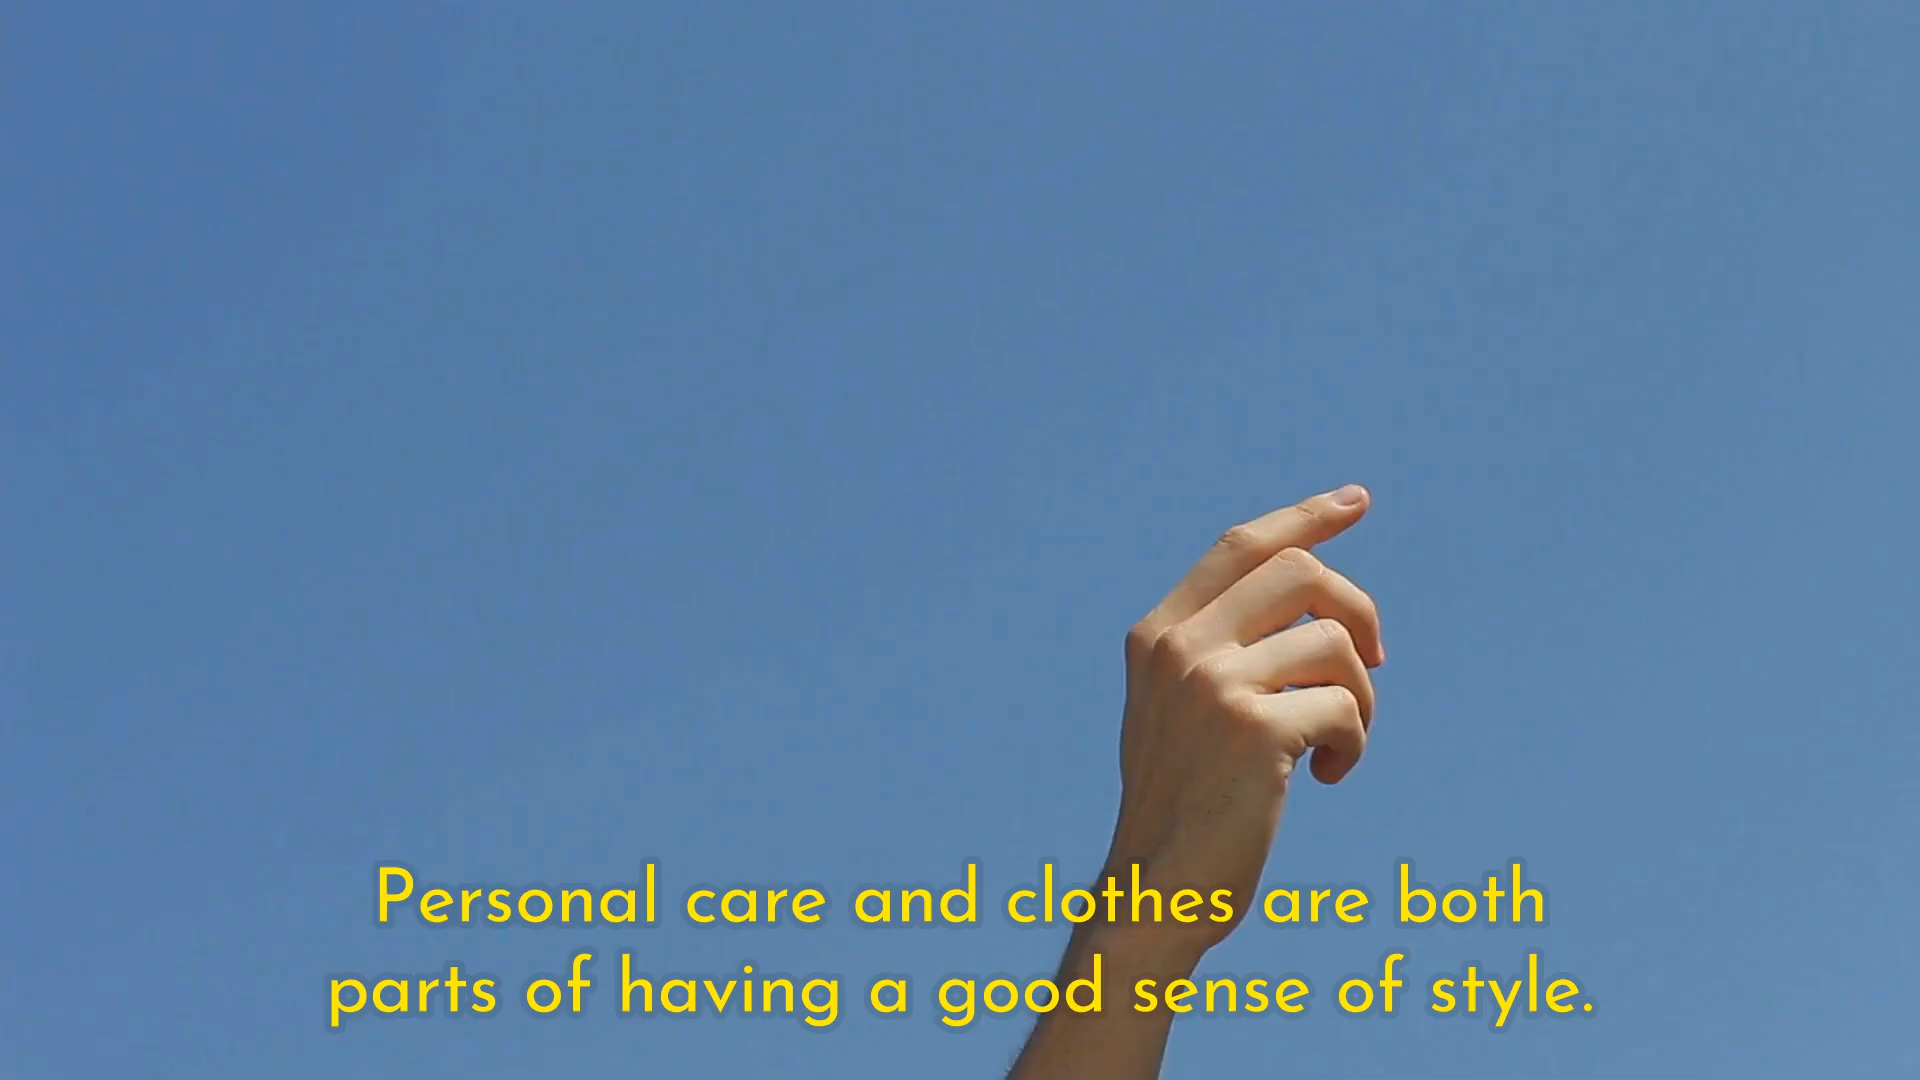 Personal care and clothes are both
parts of having a good sense of style.